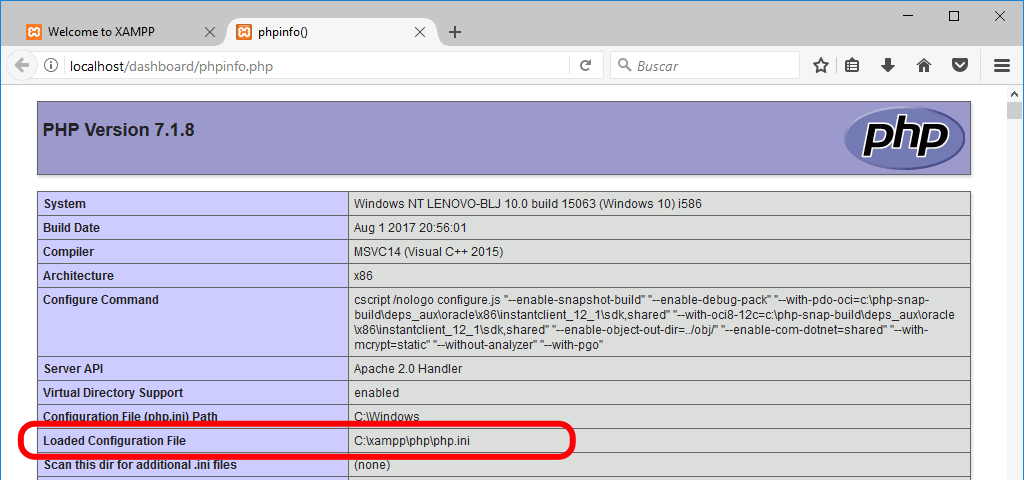 Welcome to XAMPP
phpinfo()
localhost/dashboard/phpinfo.php
Buscar
PHP Version 7.1.8
php
System Windows NT LENOVO-BLJ 10.0 build 15063 (Windows 10) i586
Build Date Aug 1 2017 20:56:01
Compiler MSVC14 (Visual C++ 2015)
Architecture x86
Configure Command cscript /nologo configure.js "--enable-snapshot-build" "--enable-debug-pack" "--with-pdo-oci=c:\php-snap-
build\deps_aux\oracle\x86\instantclient_12_1\sdk,shared" "--with-oci8-12c=c:\php-snap-build\deps_aux\oracle
\x86\instantclient_12_1\sdk,shared" "--enable-object-out-dir=../obj/" "--enable-com-dotnet=shared" "--with-
mcrypt=static" "--without-analyzer" "--with-pgo"
Server API Apache 2.0 Handler
Virtual Directory Support enabled
Configuration File (php.ini) Path C:\Windows
Loaded Configuration File C:\xampp\php\php.ini
Scan this dir for additional .ini files (none)